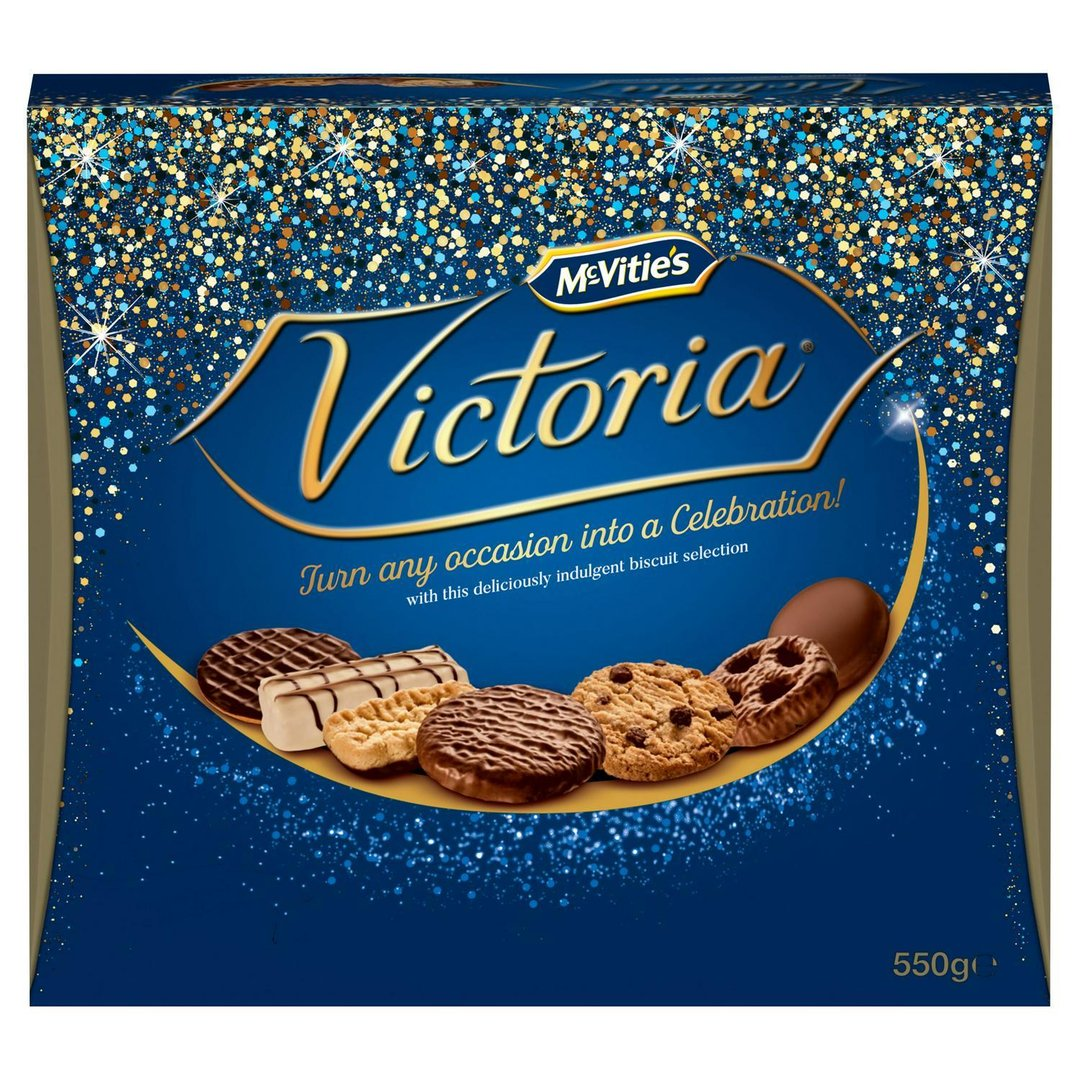 McVitie's
Victoria®
Turn any occasion into a Celebration!
with this deliciously indulgent biscuit selection
550g℮